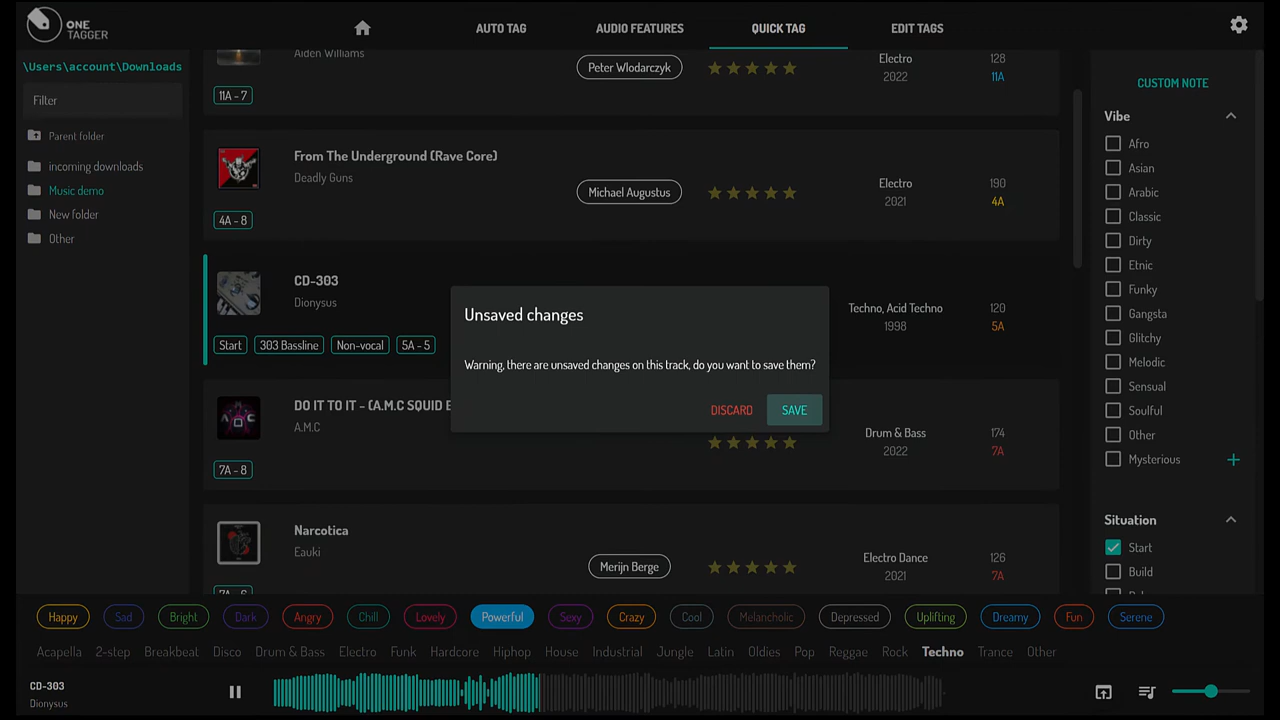 ONE
TAGGER
AUTO TAG
AUDIO FEATURES
QUICK TAG
EDIT TAGS
\Users\account\Downloads
Filter
Parent folder
incoming downloads
Music demo
New folder
Other
Aiden Williams
Peter Wlodarczyk
Electro
2022
128
11A
11A - 7
From The Underground (Rave Core)
Deadly Guns
Michael Augustus
Electro
2021
190
4A
4A - 8
CD-303
Dionysus
Techno, Acid Techno
1998
120
5A
Start
303 Bassline
Non-vocal
5A - 5
Unsaved changes
Warning, there are unsaved changes on this track, do you want to save them?
DISCARD
SAVE
DO IT TO IT - (A.M.C SQUID
A.M.C
Drum & Bass
2022
174
7A
7A - 8
Narcotica
Eauki
Merijn Berge
Electro Dance
2021
126
7A
CUSTOM NOTE
Vibe
Afro
Asian
Arabic
Classic
Dirty
Etnic
Funky
Gangsta
Glitchy
Melodic
Sensual
Soulful
Other
Mysterious
Situation
Start
Build
Happy
Sad
Bright
Dark
Angry
Chill
Lovely
Powerful
Sexy
Crazy
Cool
Melancholic
Depressed
Uplifting
Dreamy
Fun
Serene
Acapella
2-step
Breakbeat
Disco
Drum & Bass
Electro
Funk
Hardcore
Hiphop
House
Industrial
Jungle
Latin
Oldies
Pop
Reggae
Rock
Techno
Trance
Other
CD-303
Dionysus